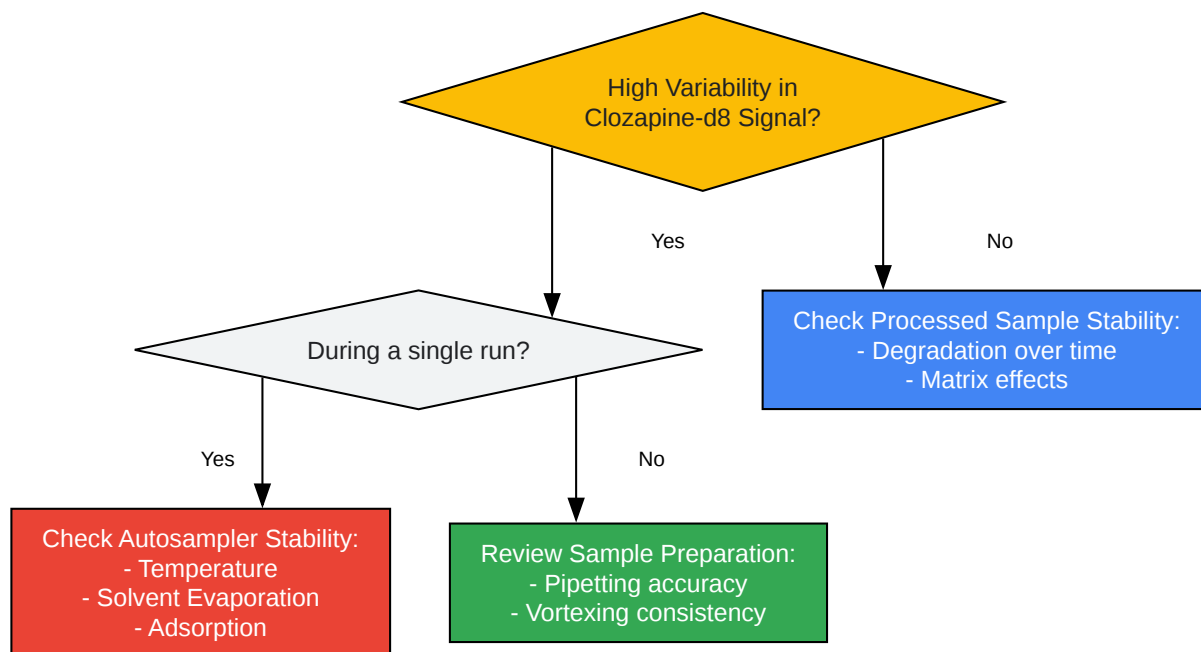 High Variability in
Clozapine-d8 Signal?
Yes
No
During a single run?
Check Processed Sample Stability:
- Degradation over time
- Matrix effects
Yes
No
Check Autosampler Stability:
- Temperature
- Solvent Evaporation
- Adsorption
Review Sample Preparation:
- Pipetting accuracy
- Vortexing consistency